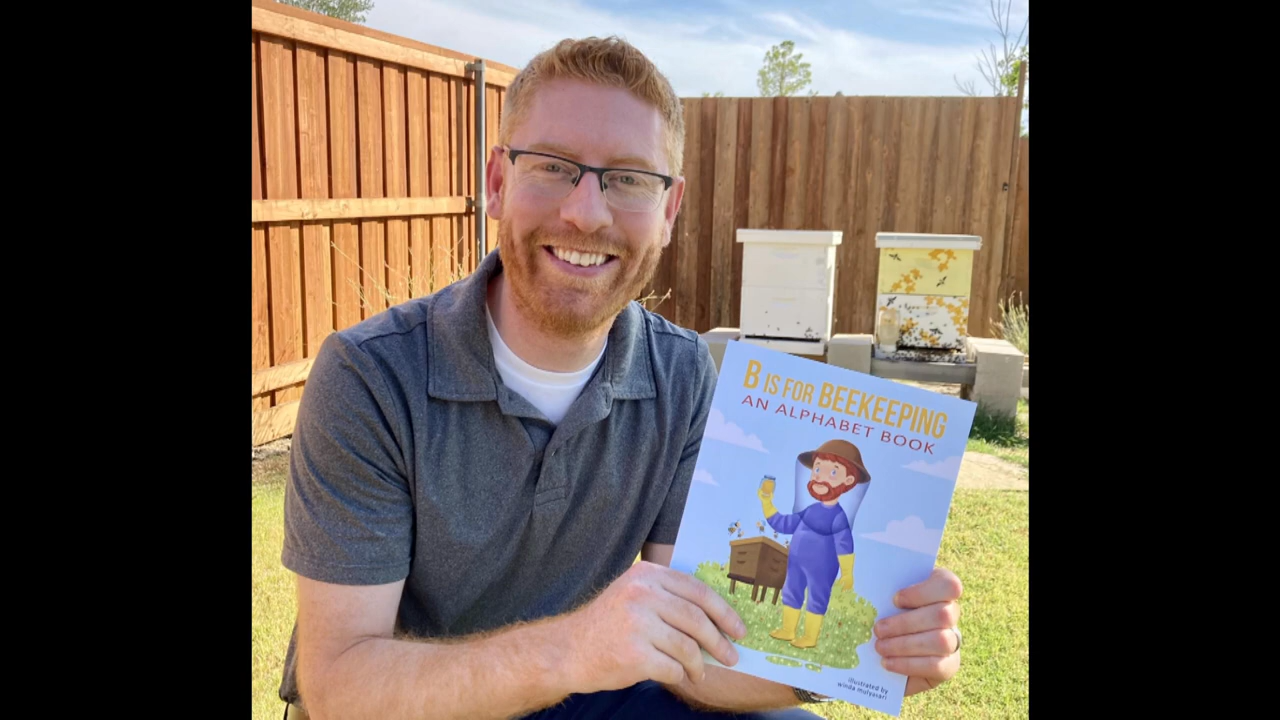 B IS FOR BEEKEEPING
AN ALPHABET BOOK
illustrated by
winda mulyasari